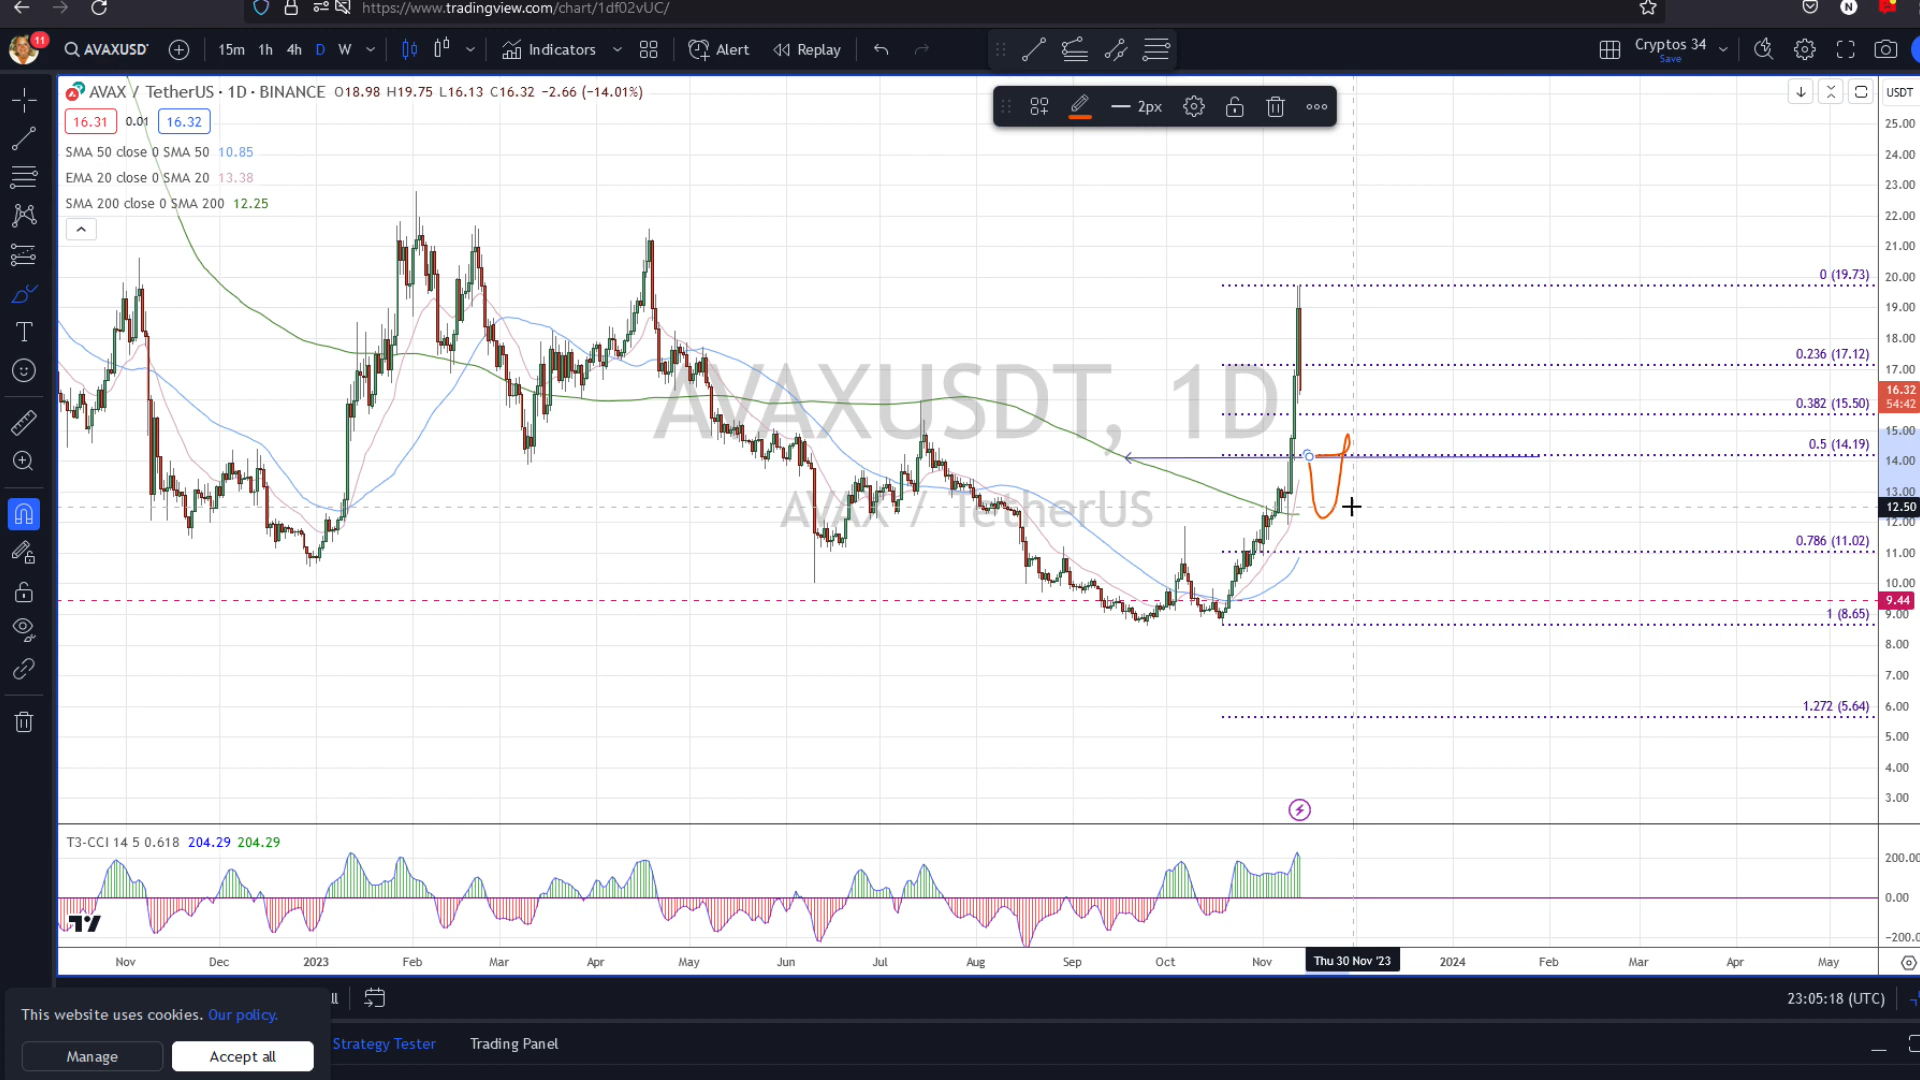 https://www.tradingview.com/chart/1df02vUC/
11
AVAXUSD
15m 1h 4h D W
Indicators
Alert
Replay
Cryptos 34
Save
N
AVAX / TetherUS · 1D · BINANCE O18.98 H19.75 L16.13 C16.32 −2.66 (−14.01%)
2px
USDT
16.31 0.01 16.32
SMA 50 close 0 SMA 50 10.85
EMA 20 close 0 SMA 20 13.38
SMA 200 close 0 SMA 200 12.25
AVAXUSDT, 1D
AVAX / TetherUS
0 (19.73)
0.236 (17.12)
0.382 (15.50)
0.5 (14.19)
0.786 (11.02)
1 (8.65)
1.272 (5.64)
25.00
24.00
23.00
22.00
21.00
20.00
19.00
18.00
17.00
16.32
54:42
15.00
14.00
13.00
12.50
12.00
11.00
10.00
9.44
9.00
8.00
7.00
6.00
5.00
4.00
3.00
T3-CCI 14 5 0.618 204.29 204.29
200.00
0.00
−200.0
Nov Dec 2023 Feb Mar Apr May Jun Jul Aug Sep Oct Nov Thu 30 Nov '23 2024 Feb Mar Apr May
23:05:18 (UTC)
This website uses cookies. Our policy.
Manage Accept all
Strategy Tester Trading Panel